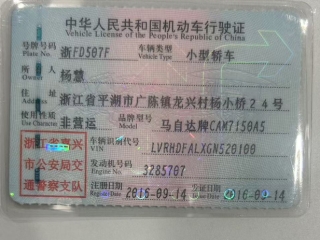 中华人民共和国机动车行驶证
Vehicle License of the People's Republic of China
号牌号码 Plate No. 浙FD507F 车辆类型 Vehicle Type 小型轿车
所有人 Owner 杨慧
住址 Address 浙江省平湖市广陈镇龙兴村杨小桥24号
使用性质 Use Character 非营运 品牌型号 Model 马自达牌CAM7150A5
浙江省嘉兴 车辆识别代号 VIN LVRHDFALXGN520100
市公安局交 发动机号码 Engine No. 3285707
通警察支队 注册日期 Register Date 2016-09-14 发证日期 Issue Date 2016-09-14